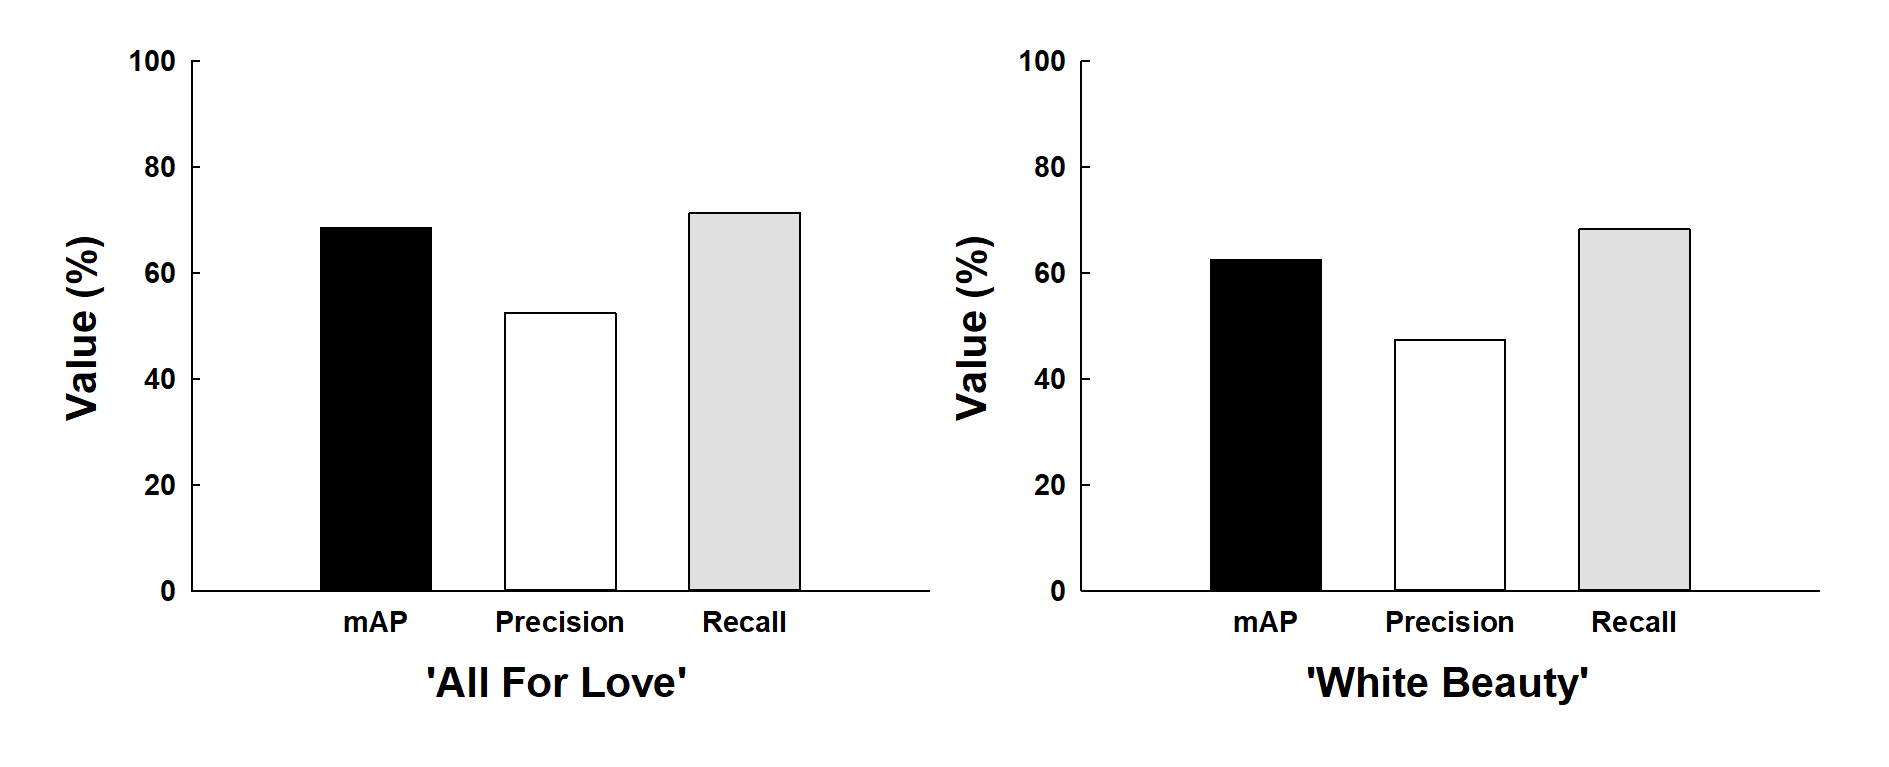 100
80
60
40
20
0
Value (%)
mAP Precision Recall
'All For Love'
100
80
60
40
20
0
Value (%)
mAP Precision Recall
'White Beauty'